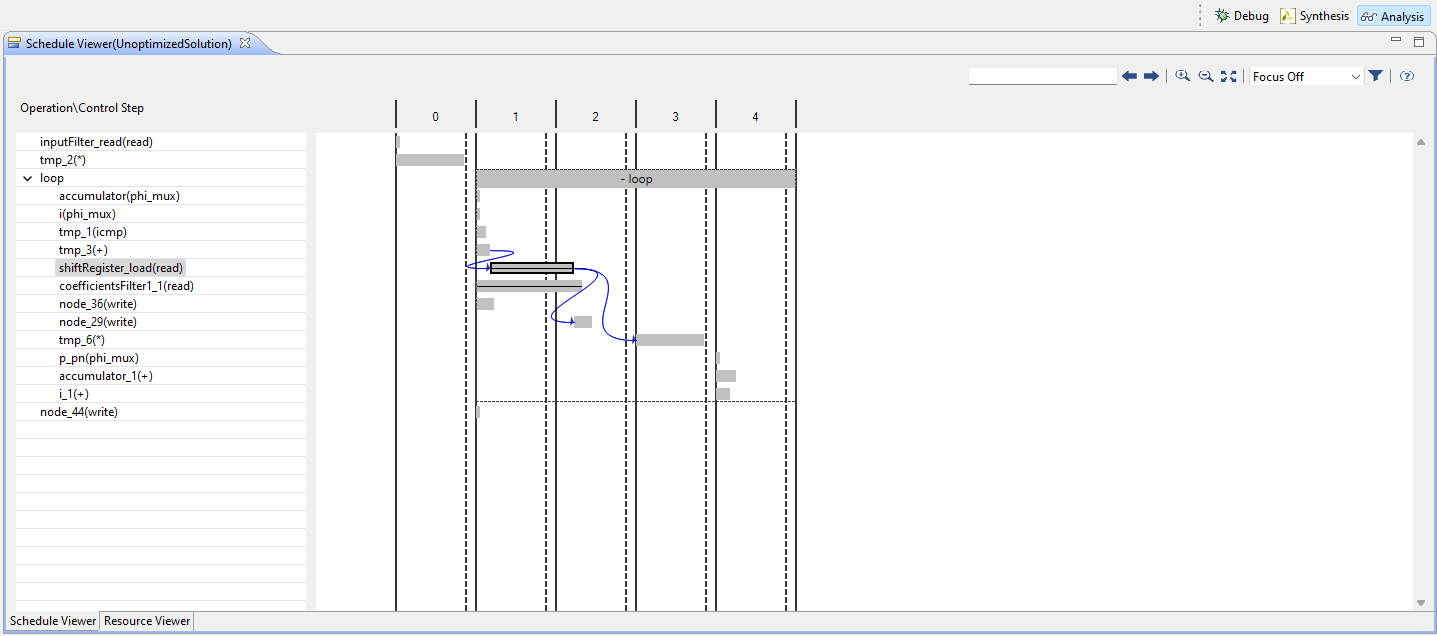 Debug Synthesis Analysis
Schedule Viewer(UnoptimizedSolution)
Focus Off
Operation\Control Step 0 1 2 3 4
inputFilter_read(read)
tmp_2(*)
loop - loop
accumulator(phi_mux)
i(phi_mux)
tmp_1(icmp)
tmp_3(+)
shiftRegister_load(read)
coefficientsFilter1_1(read)
node_36(write)
node_29(write)
tmp_6(*)
p_pn(phi_mux)
accumulator_1(+)
i_1(+)
node_44(write)
Schedule Viewer Resource Viewer